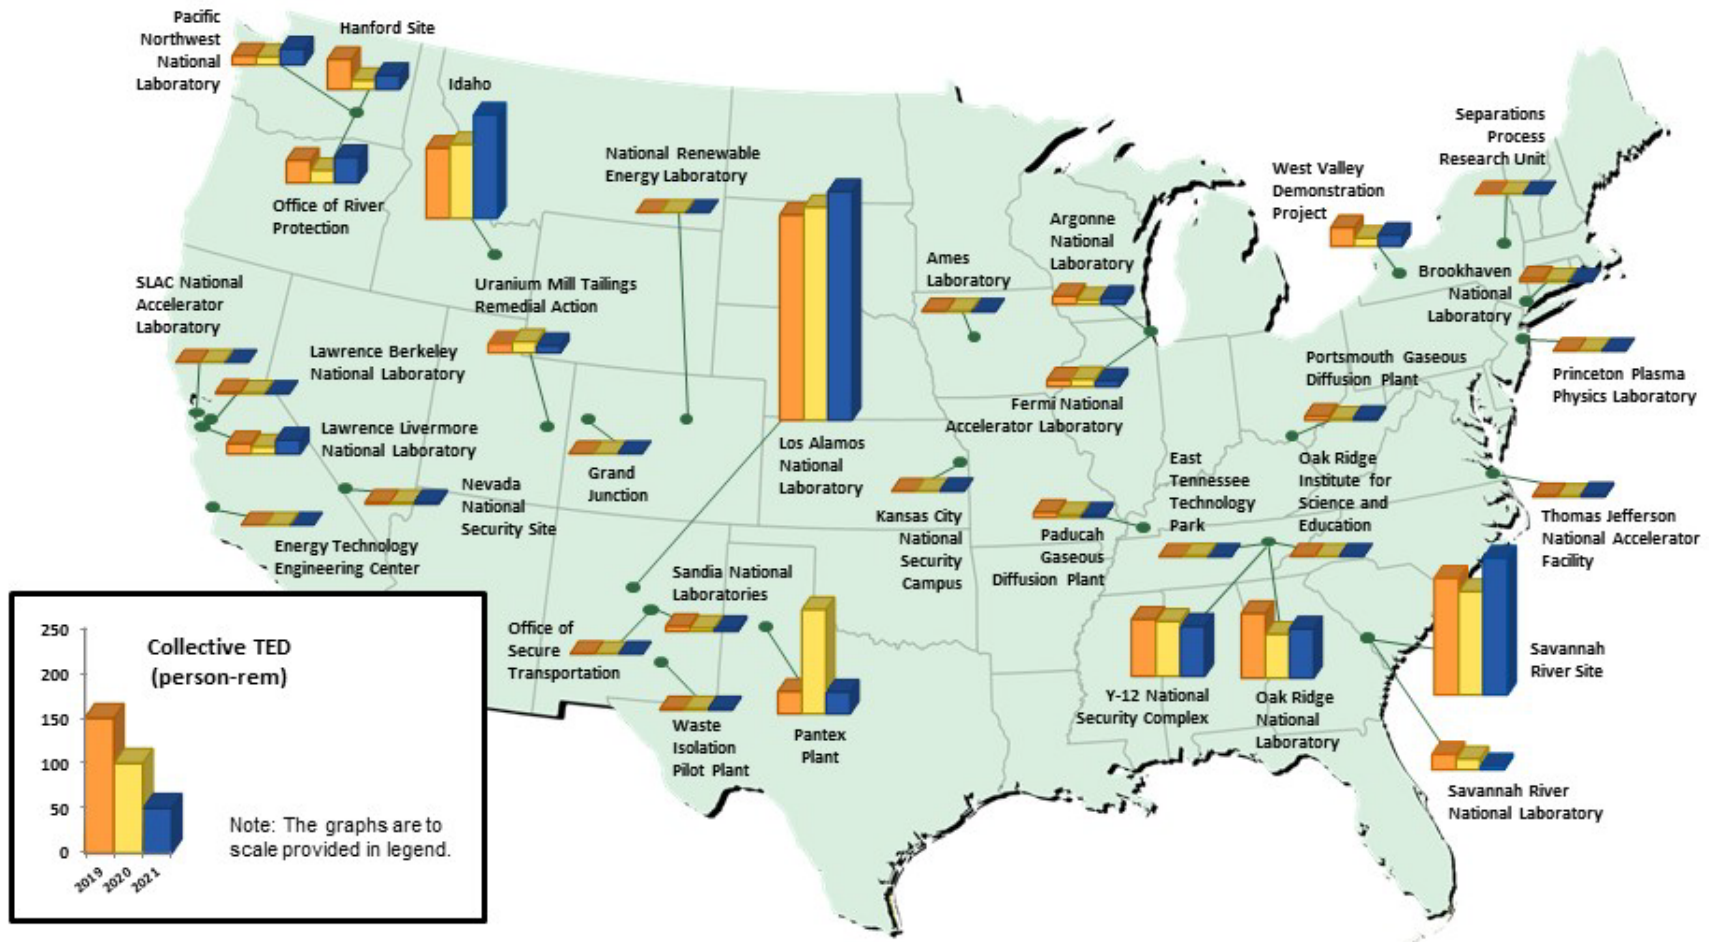 Pacific
Northwest
National
Laboratory
Hanford Site
Idaho
Office of River
Protection
National Renewable
Energy Laboratory
Separations
Process
Research Unit
West Valley
Demonstration
Project
Argonne
National
Laboratory
Ames
Laboratory
Brookhaven
National
Laboratory
SLAC National
Accelerator
Laboratory
Uranium Mill Tailings
Remedial Action
Lawrence Berkeley
National Laboratory
Portsmouth Gaseous
Diffusion Plant
Princeton Plasma
Physics Laboratory
Fermi National
Accelerator Laboratory
Lawrence Livermore
National Laboratory
Los Alamos
National
Laboratory
Grand
Junction
Nevada
National
Security Site
East
Tennessee
Technology
Park
Oak Ridge
Institute for
Science and
Education
Kansas City
National
Security
Campus
Paducah
Gaseous
Diffusion Plant
Thomas Jefferson
National Accelerator
Facility
Energy Technology
Engineering Center
Sandia National
Laboratories
Office of
Secure
Transportation
Savannah
River Site
Y-12 National
Security Complex
Oak Ridge
National
Laboratory
Waste
Isolation
Pilot Plant
Pantex
Plant
Savannah River
National Laboratory
Collective TED
(person-rem)
250
200
150
100
50
0
2019
2020
2021
Note: The graphs are to
scale provided in legend.